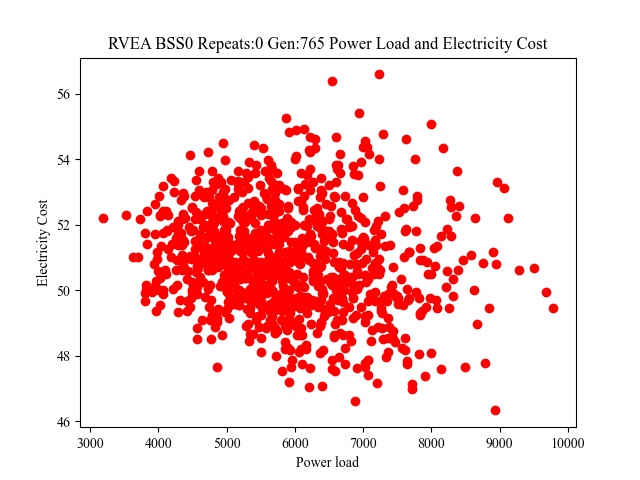 RVEA BSS0 Repeats:0 Gen:765 Power Load and Electricity Cost
56
54
52
50
48
46
Electricity Cost
3000 4000 5000 6000 7000 8000 9000 10000
Power load